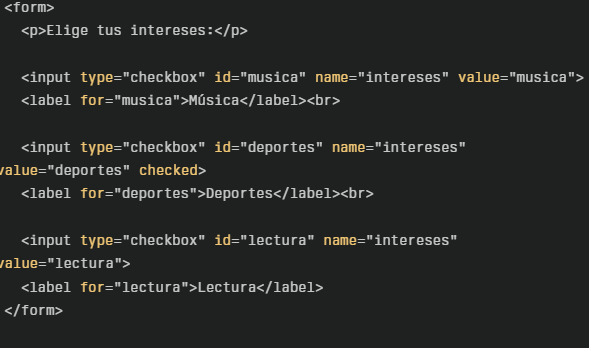 <form>
<p>Elige tus intereses:</p>
<input type="checkbox" id="musica" name="intereses" value="musica">
<label for="musica">Música</label><br>
<input type="checkbox" id="deportes" name="intereses"
value="deportes" checked>
<label for="deportes">Deportes</label><br>
<input type="checkbox" id="lectura" name="intereses"
value="lectura">
<label for="lectura">Lectura</label>
</form>